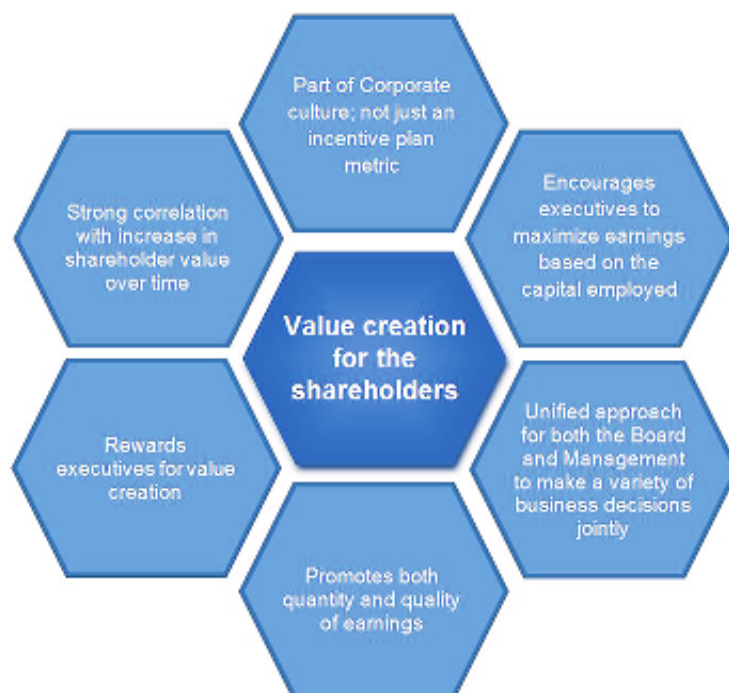 Part of Corporate
culture; not just an
incentive plan
metric
Strong correlation
with increase in
shareholder value
over time
Encourages
executives to
maximize earnings
based on the
capital employed
Value creation
for the
shareholders
Rewards
executives for value
creation
Unified approach
for both the Board
and Management
to make a variety of
business decisions
jointly
Promotes both
quantity and quality
of earnings